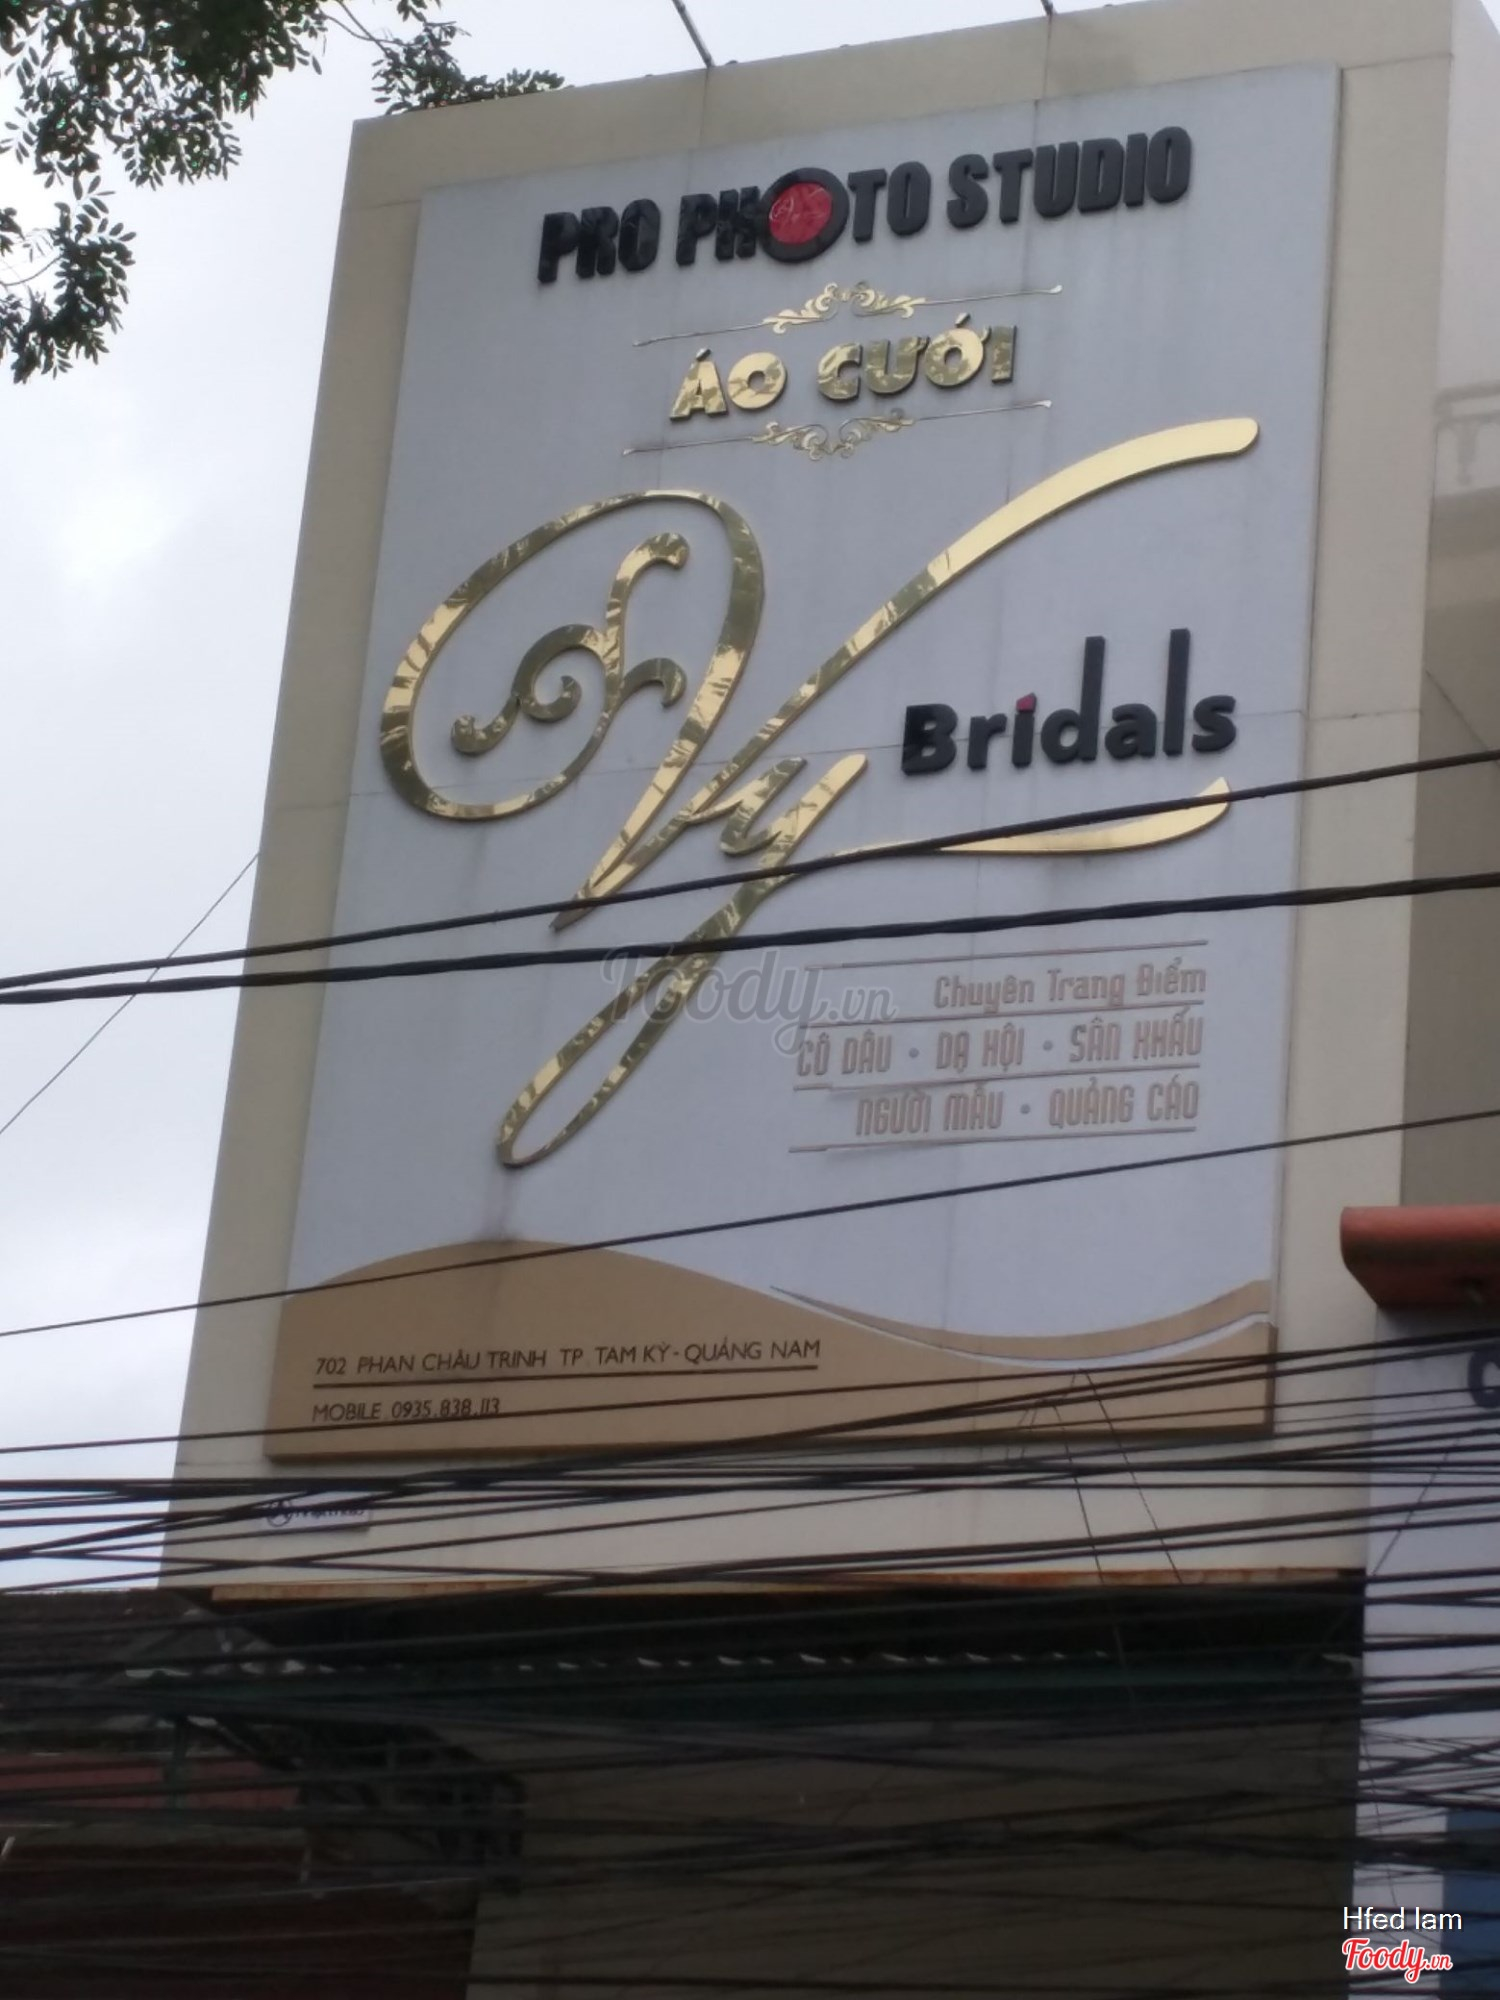 PRO PHOTO STUDIO
ÁO CƯỚI
Vy
Bridals
Foody.vn
Chuyên Trang Điểm
CÔ DÂU • DẠ HỘI • SÂN KHẤU
NGƯỜI MẪU • QUẢNG CÁO
702 PHAN CHÂU TRINH TP TAM KỲ - QUẢNG NAM
MOBILE 0935.838.113
Hfed lam
Foody.vn